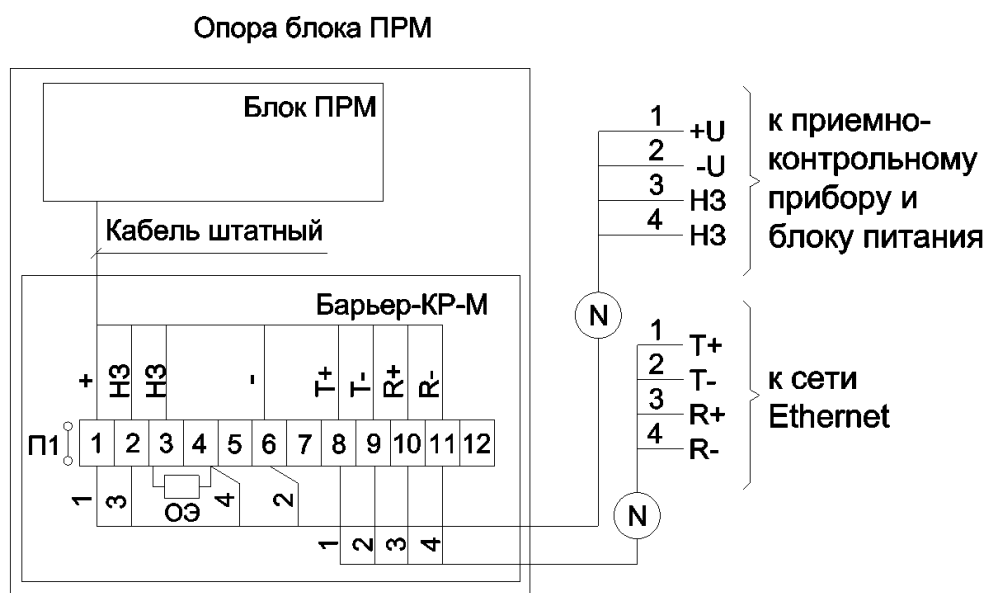 Опора блока ПРМ
Блок ПРМ
Кабель штатный
Барьер-КР-М
+ НЗ НЗ - T+ T- R+ R-
П1 1 2 3 4 5 6 7 8 9 10 11 12
ОЭ
1 3 4 2
1 2 3 4
1 +U
2 -U
3 НЗ
4 НЗ
к приемно-
контрольному
прибору и
блоку питания
N
1 T+
2 T-
3 R+
4 R-
к сети
Ethernet
N